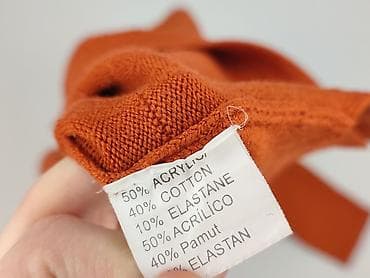 50% ACRYLIC
40% COTTON
10% ELASTANE
50% ACRÍLICO
40% Pamut
ELASTAN